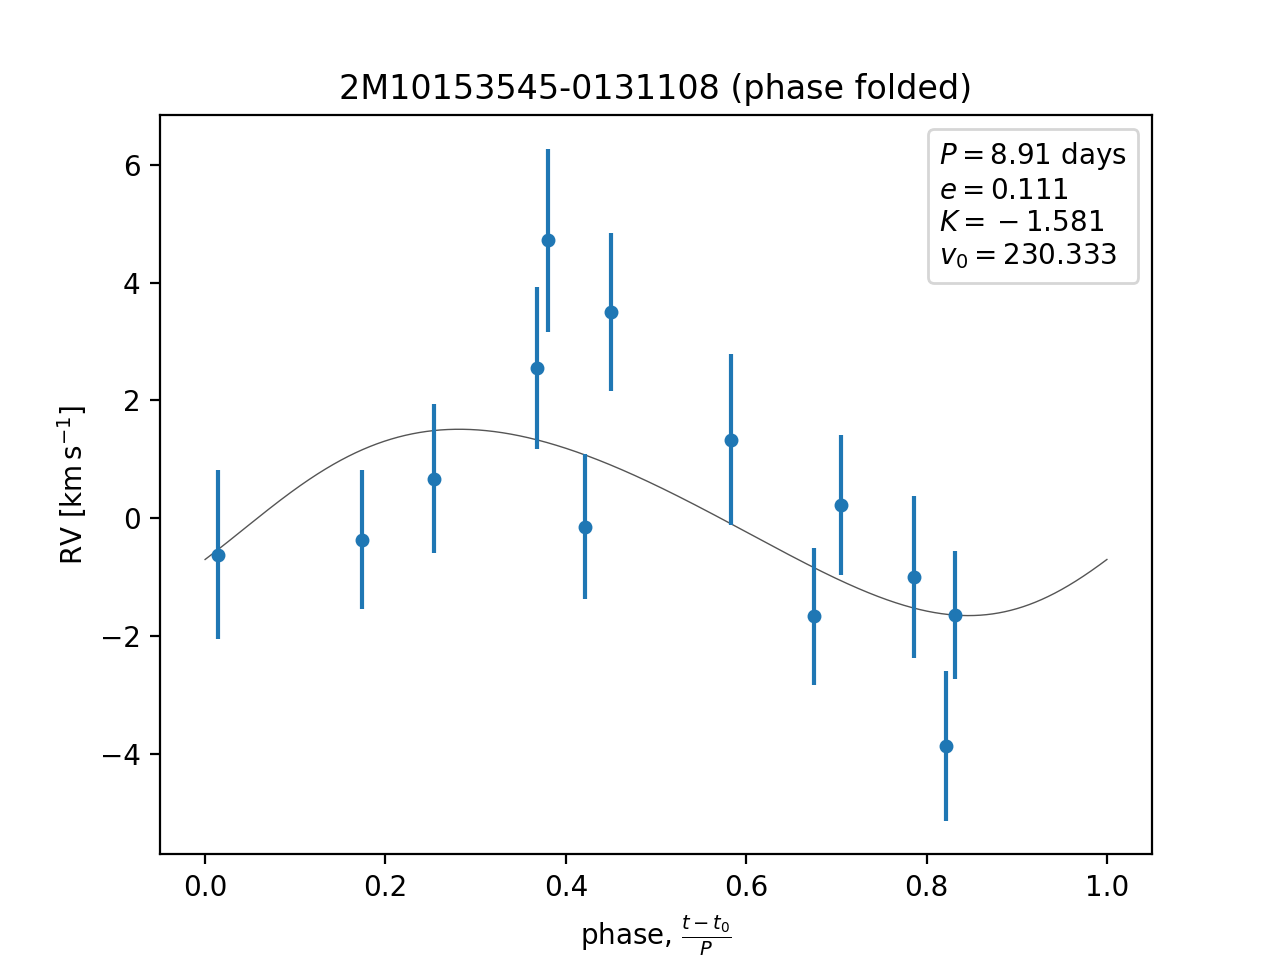 2M10153545-0131108 (phase folded)
P = 8.91 days
e = 0.111
K = −1.581
v₀ = 230.333
RV [km s⁻¹]
6
4
2
0
−2
−4
0.0 0.2 0.4 0.6 0.8 1.0
phase, (t − t₀)/P